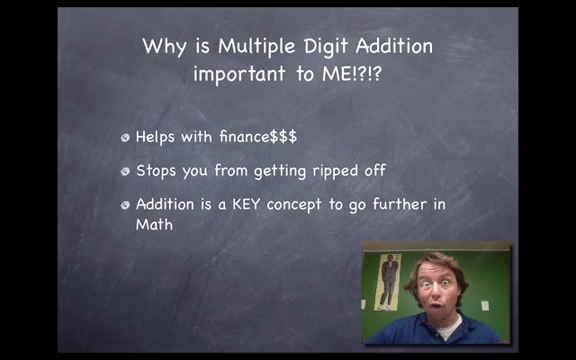 Why is Multiple Digit Addition
important to ME!?!?
Helps with finance$$$
Stops you from getting ripped off
Addition is a KEY concept to go further in
Math